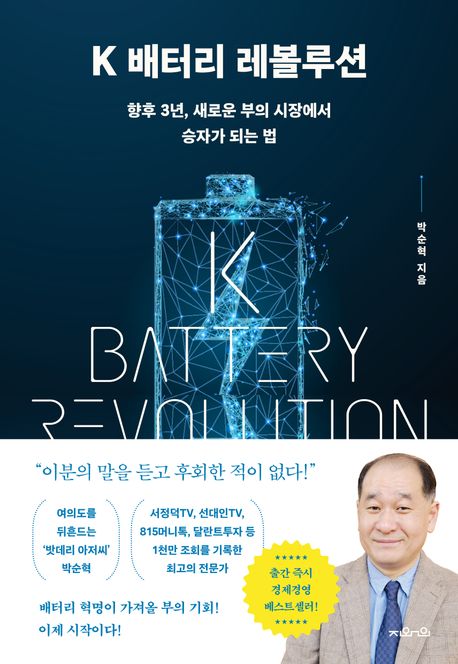 K 배터리 레볼루션
향후 3년, 새로운 부의 시장에서
승자가 되는 법
박순혁 지음
K
BATTERY
REVOLUTION
“이분의 말을 듣고 후회한 적이 없다!”
여의도를
뒤흔드는
‘밧데리 아저씨’
박순혁
서정덕TV, 선대인TV,
815머니톡, 달란트투자 등
1천만 조회를 기록한
최고의 전문가
★★★★★
출간 즉시
경제경영
베스트셀러!
★★★★★
배터리 혁명이 가져올 부의 기회!
이제 시작이다!
지와인